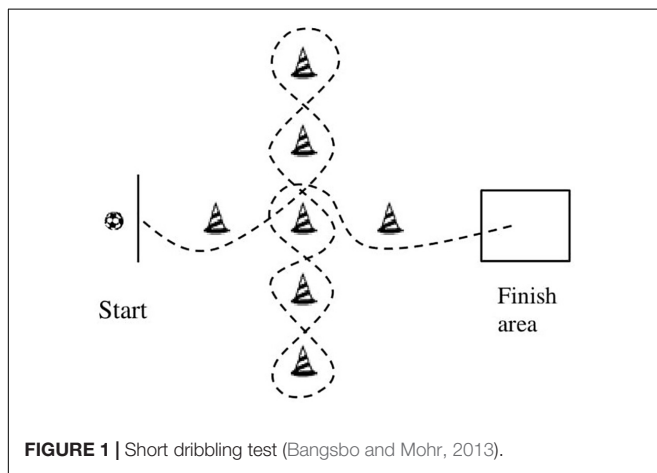 Start
Finish
area
FIGURE 1 | Short dribbling test (Bangsbo and Mohr, 2013).